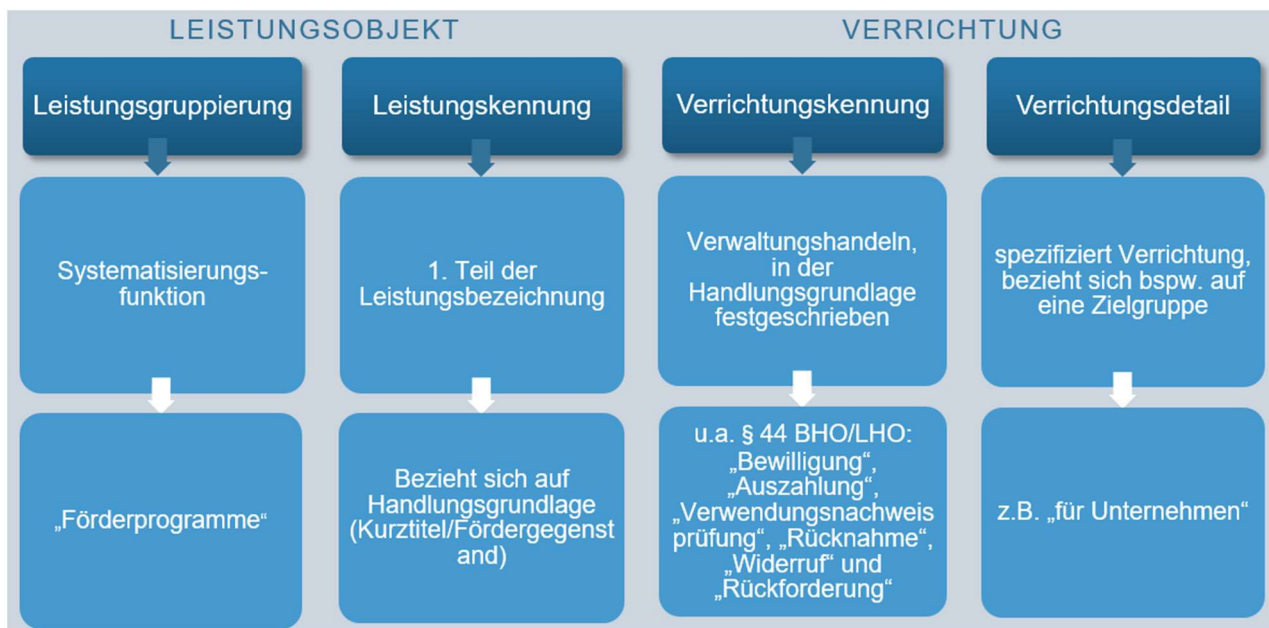 LEISTUNGSOBJEKT
VERRICHTUNG
Leistungsgruppierung
Leistungskennung
Verrichtungskennung
Verrichtungsdetail
Systematisierungs-
funktion
1. Teil der
Leistungsbezeichnung
Verwaltungshandeln,
in der
Handlungsgrundlage
festgeschrieben
spezifiziert Verrichtung,
bezieht sich bspw. auf
eine Zielgruppe
„Förderprogramme“
Bezieht sich auf
Handlungsgrundlage
(Kurztitel/Fördergegenst
and)
u.a. § 44 BHO/LHO:
„Bewilligung“,
„Auszahlung“,
„Verwendungsnachweis
prüfung“, „Rücknahme“,
„Widerruf“ und
„Rückforderung“
z.B. „für Unternehmen“